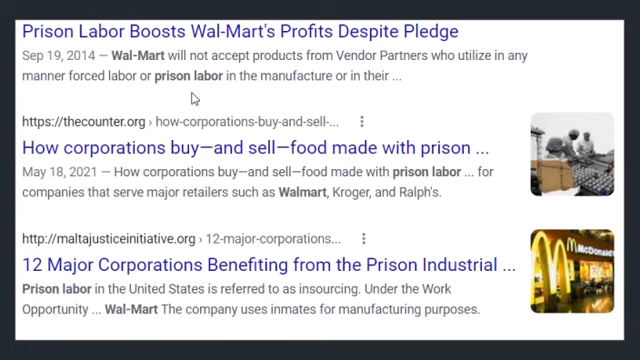 Prison Labor Boosts Wal-Mart's Profits Despite Pledge
Sep 19, 2014 — Wal-Mart will not accept products from Vendor Partners who utilize in any
manner forced labor or prison labor in the manufacture or in their ...
https://thecounter.org › how-corporations-buy-and-sell-...
How corporations buy—and sell—food made with prison ...
May 18, 2021 — How corporations buy—and sell—food made with prison labor ... for
companies that serve major retailers such as Walmart, Kroger, and Ralph's.
http://maltajusticeinitiative.org › 12-major-corporations...
12 Major Corporations Benefiting from the Prison Industrial ...
Prison labor in the United States is referred to as insourcing. Under the Work
Opportunity ... Wal-Mart The company uses inmates for manufacturing purposes.
McDonald